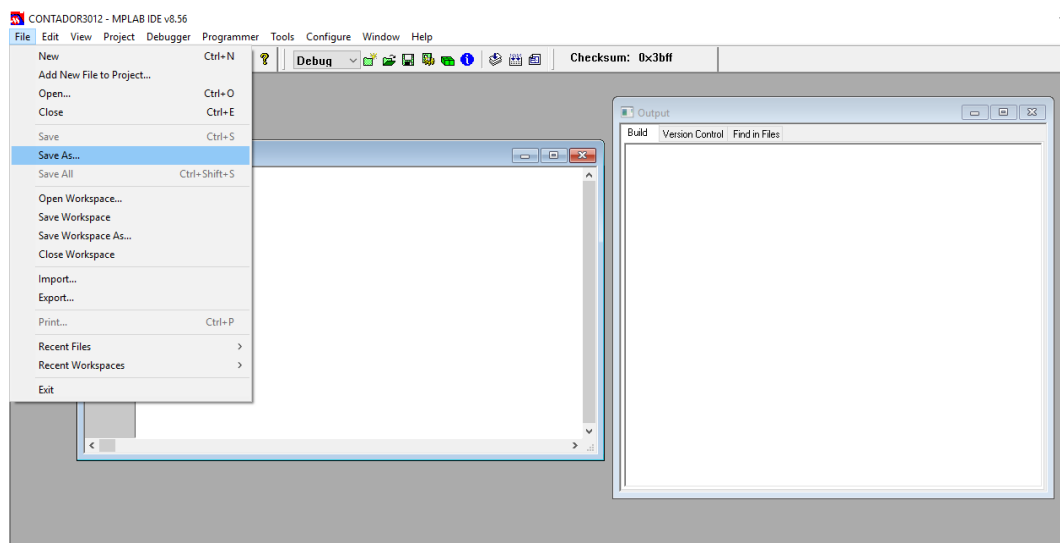 CONTADOR3012 - MPLAB IDE v8.56
File Edit View Project Debugger Programmer Tools Configure Window Help
Debug
Checksum: 0x3bff
New Ctrl+N
Add New File to Project...
Open... Ctrl+O
Close Ctrl+E
Save Ctrl+S
Save As...
Save All Ctrl+Shift+S
Open Workspace...
Save Workspace
Save Workspace As...
Close Workspace
Import...
Export...
Print... Ctrl+P
Recent Files
Recent Workspaces
Exit
Output
Build Version Control Find in Files